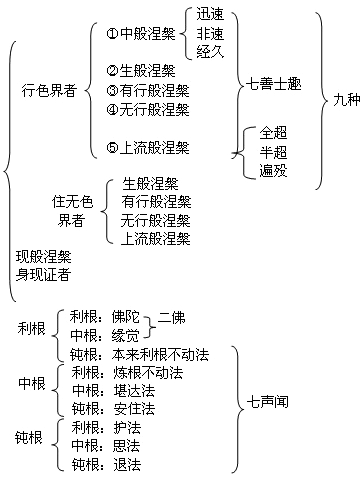 行色界者
①中般涅槃
迅速
非速
经久
②生般涅槃
③有行般涅槃
④无行般涅槃
⑤上流般涅槃
七善士趣
全超
半超
遍殁
九种
住无色
界者
生般涅槃
有行般涅槃
无行般涅槃
上流般涅槃
现般涅槃
身现证者
利根
利根：佛陀
中根：缘觉
二佛
钝根：本来利根不动法
中根
利根：炼根不动法
中根：堪达法
钝根：安住法
钝根
利根：护法
中根：思法
钝根：退法
七声闻